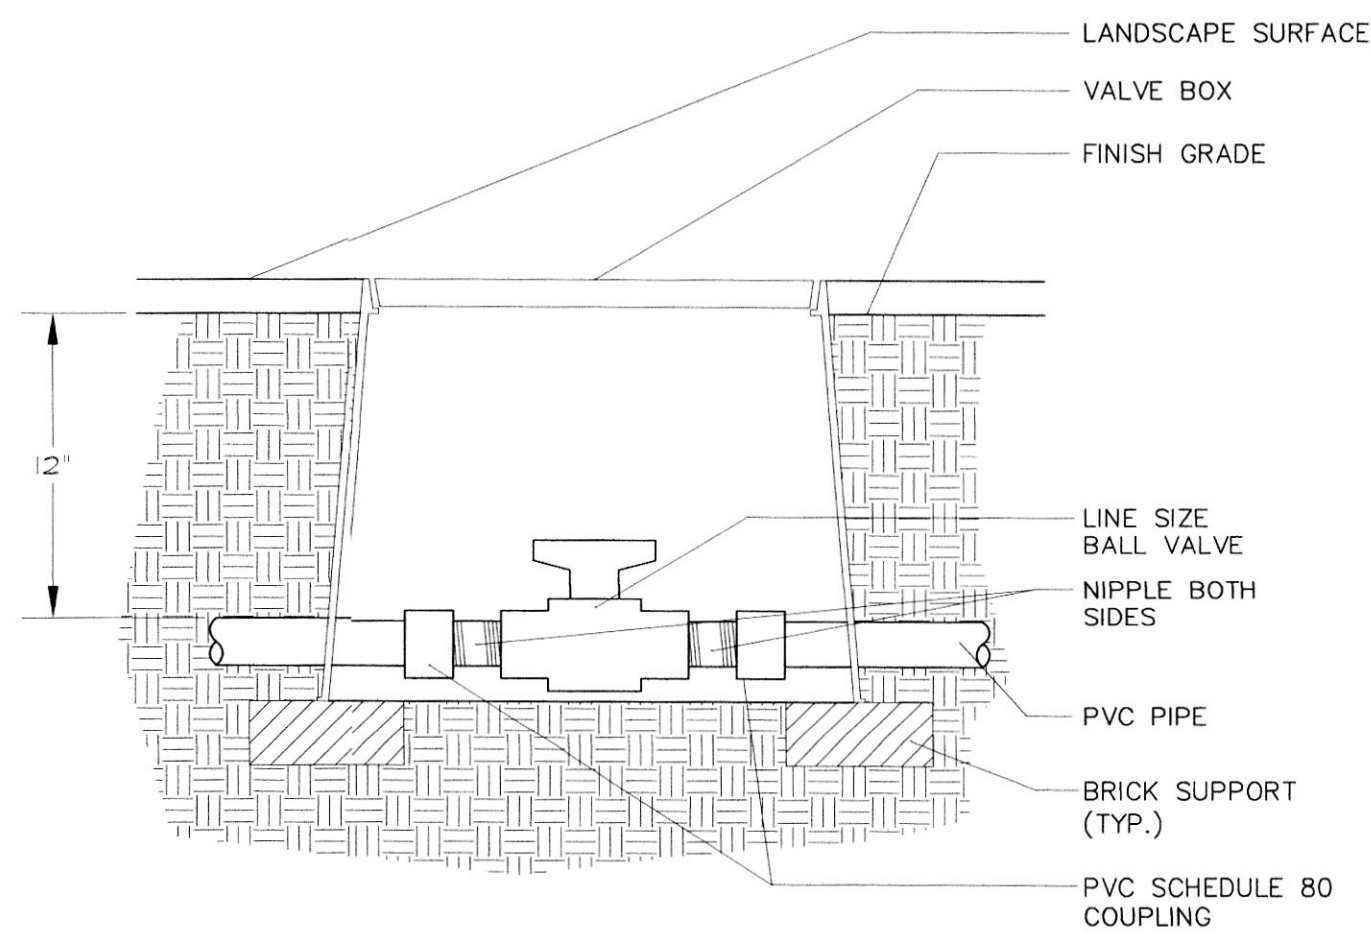 LANDSCAPE SURFACE
VALVE BOX
FINISH GRADE
12"
LINE SIZE
BALL VALVE
NIPPLE BOTH
SIDES
PVC PIPE
BRICK SUPPORT
(TYP.)
PVC SCHEDULE 80
COUPLING